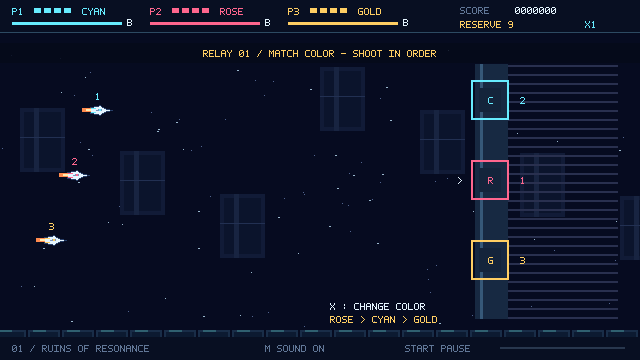 P1 CYAN B P2 ROSE B P3 GOLD B SCORE 0000000
RESERVE 9 X1
RELAY 01 / MATCH COLOR - SHOOT IN ORDER
1
C 2
2
> R 1
3
G 3
X : CHANGE COLOR
ROSE > CYAN > GOLD
01 / RUINS OF RESONANCE M SOUND ON START PAUSE